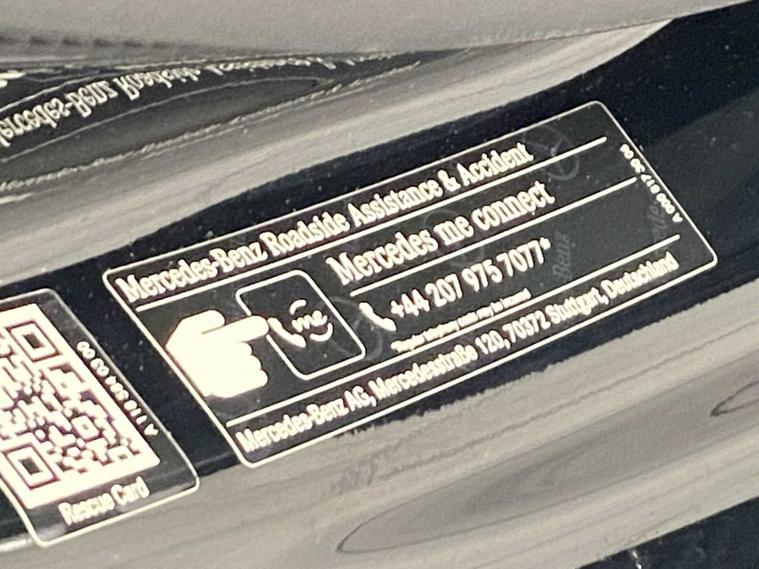 Mercedes-Benz Roadside Assistance & Accident
Mercedes me connect
me
+44 207 975 7077*
Mercedes-Benz AG, Mercedesstraße 120, 70372 Stuttgart, Deutschland
Rescue Card